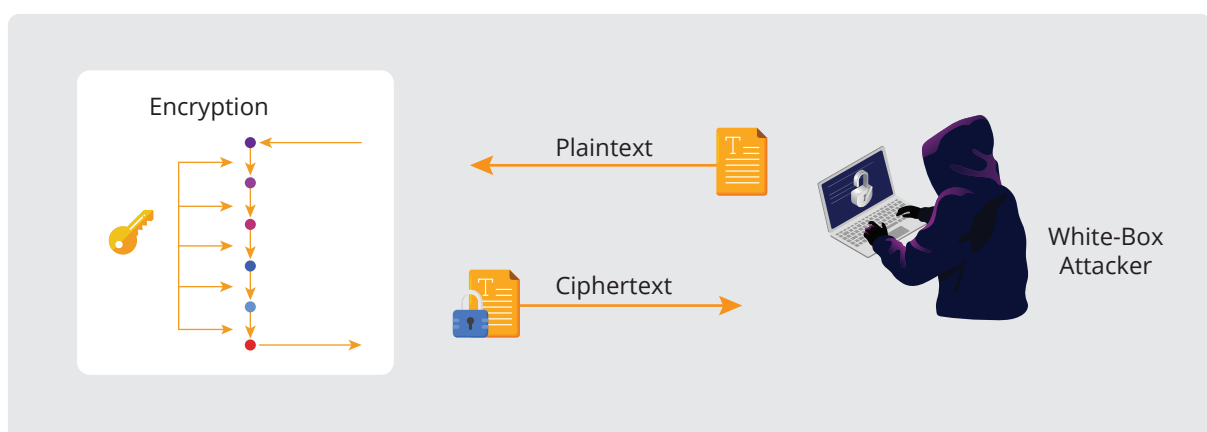 Encryption
Plaintext
T
T
Ciphertext
White-Box
Attacker